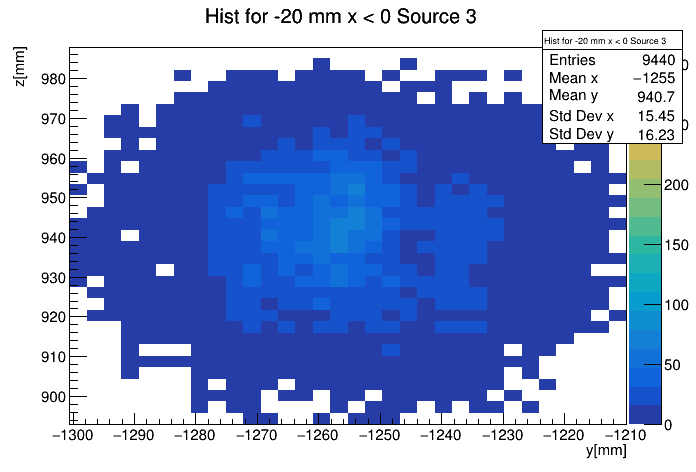 Hist for -20 mm x < 0 Source 3
Hist for -20 mm x < 0 Source 3
Entries 9440
Mean x −1255
Mean y 940.7
Std Dev x 15.45
Std Dev y 16.23
z[mm]
980
970
960
950
940
930
920
910
900
−1300 −1290 −1280 −1270 −1260 −1250 −1240 −1230 −1220 −1210
y[mm]
200
150
100
50
0